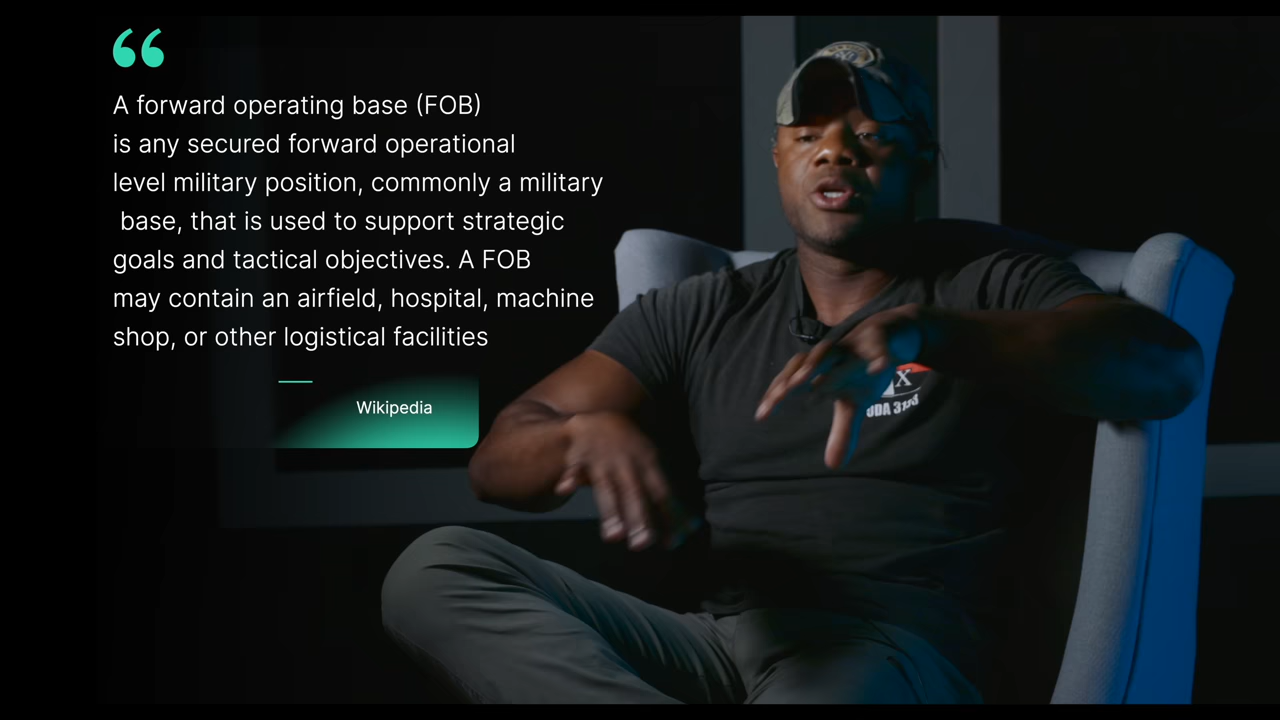 A forward operating base (FOB)
is any secured forward operational
level military position, commonly a military
base, that is used to support strategic
goals and tactical objectives. A FOB
may contain an airfield, hospital, machine
shop, or other logistical facilities
Wikipedia
X